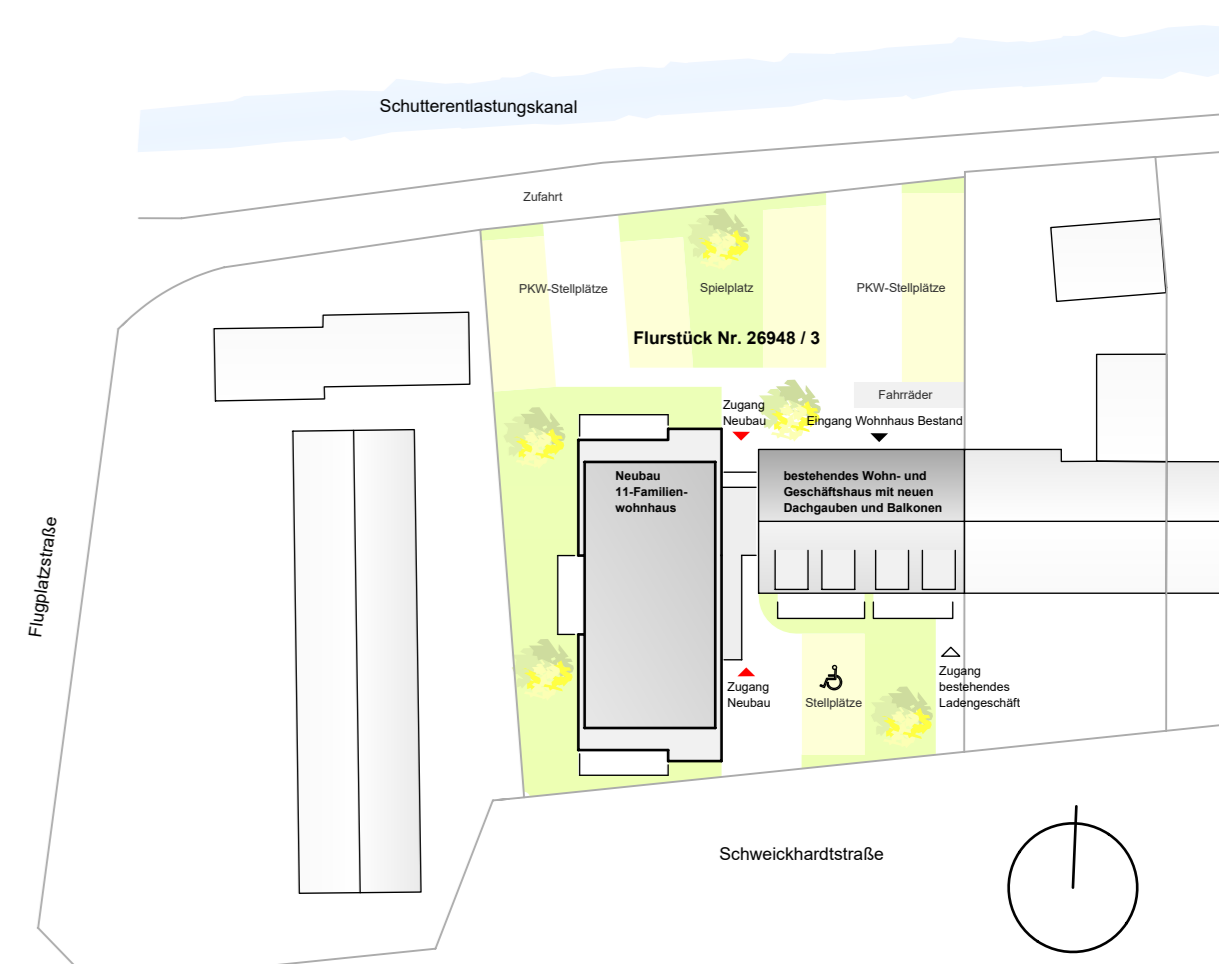 Schutterentlastungskanal
Zufahrt
PKW-Stellplätze
Spielplatz
PKW-Stellplätze
Flurstück Nr. 26948 / 3
Fahrräder
Zugang
Neubau
Eingang Wohnhaus Bestand
Neubau
11-Familien-
wohnhaus
bestehendes Wohn- und
Geschäftshaus mit neuen
Dachgauben und Balkonen
Flugplatzstraße
Zugang
Neubau
Stellplätze
Zugang
bestehendes
Ladengeschäft
Schweickhardtstraße